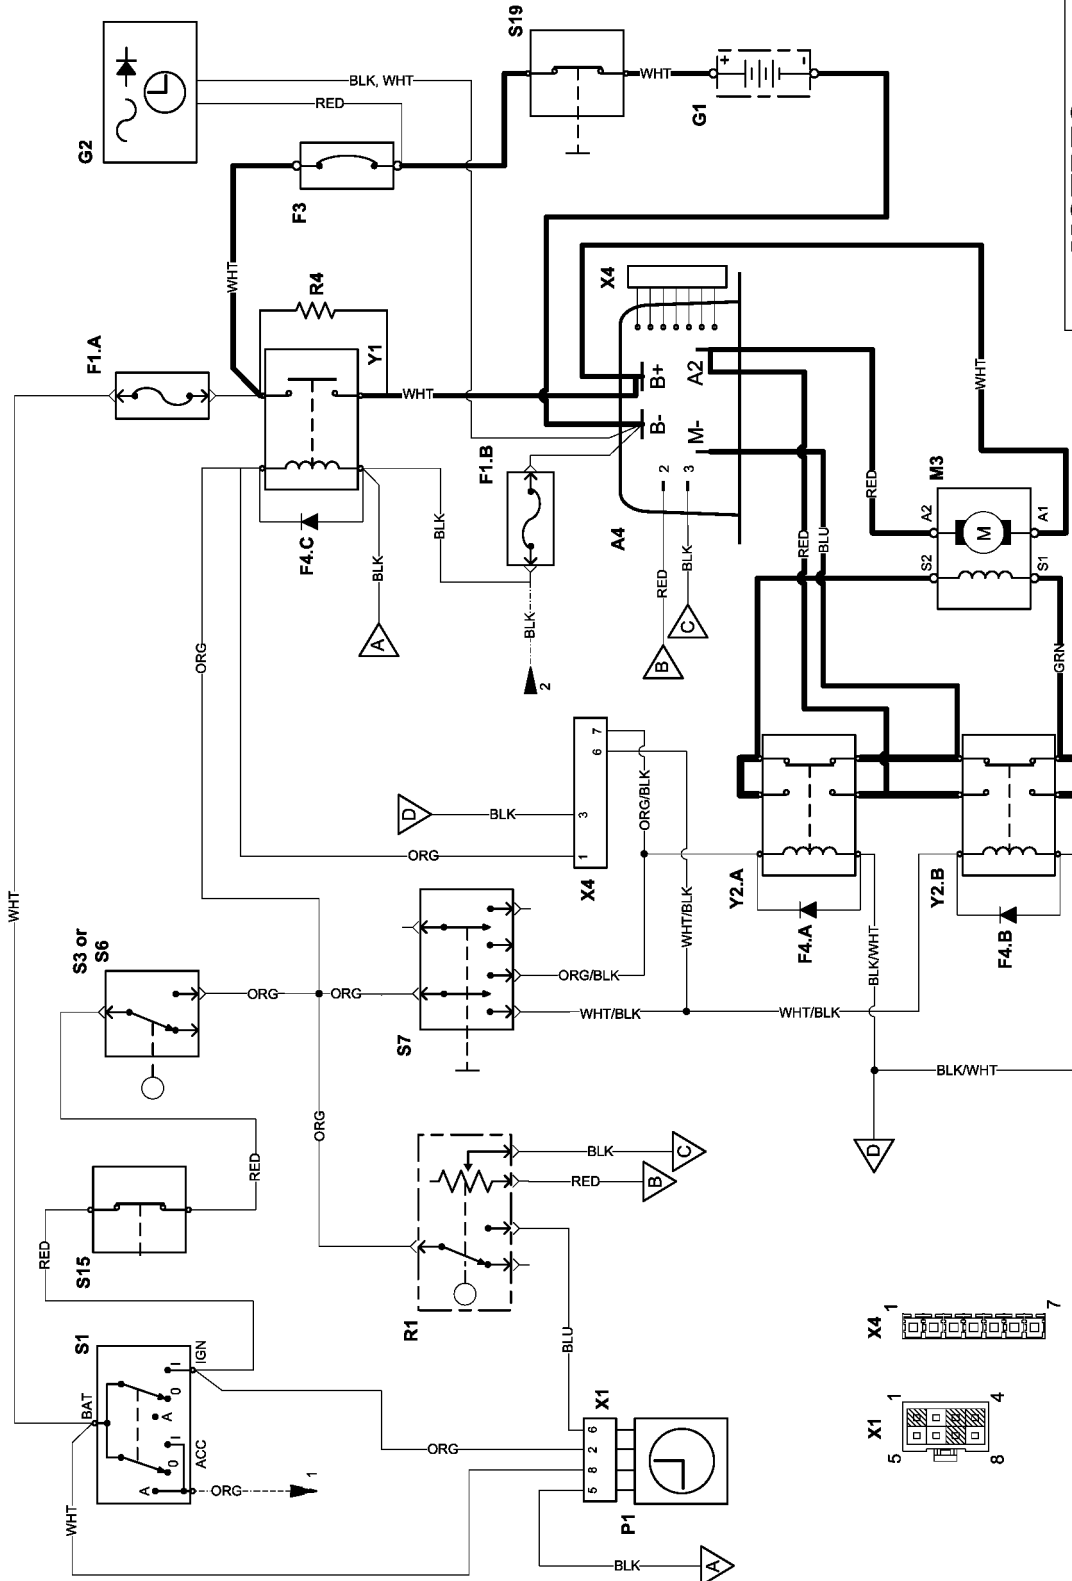 G2
BLK, WHT
RED
S19
WHT
+
-
G1
F3
WHT
R4
F1.A
Y1
WHT
X4
B+
A2
B-
M-
2
3
A4
F1.B
F4.C
BLK
BLK
BLK
2
A
ORG
RED
BLK
B
C
RED
BLU
RED
WHT
M3
A2
A1
M
S2
S1
GRN
WHT
S3 or
S6
ORG
ORG
D
BLK
ORG
1
3
6
7
X4
ORG/BLK
WHT/BLK
Y2.A
F4.A
Y2.B
F4.B
BLK/WHT
S7
ORG/BLK
WHT/BLK
WHT/BLK
BLK/WHT
D
RED
ORG
S15
RED
R1
BLK
C
RED
B
S1
BAT
IGN
ACC
A
0
I
A
0
I
ORG
1
WHT
ORG
BLU
X1
5
8
2
6
P1
BLK
A
X1
1
4
5
8
X4
1
7